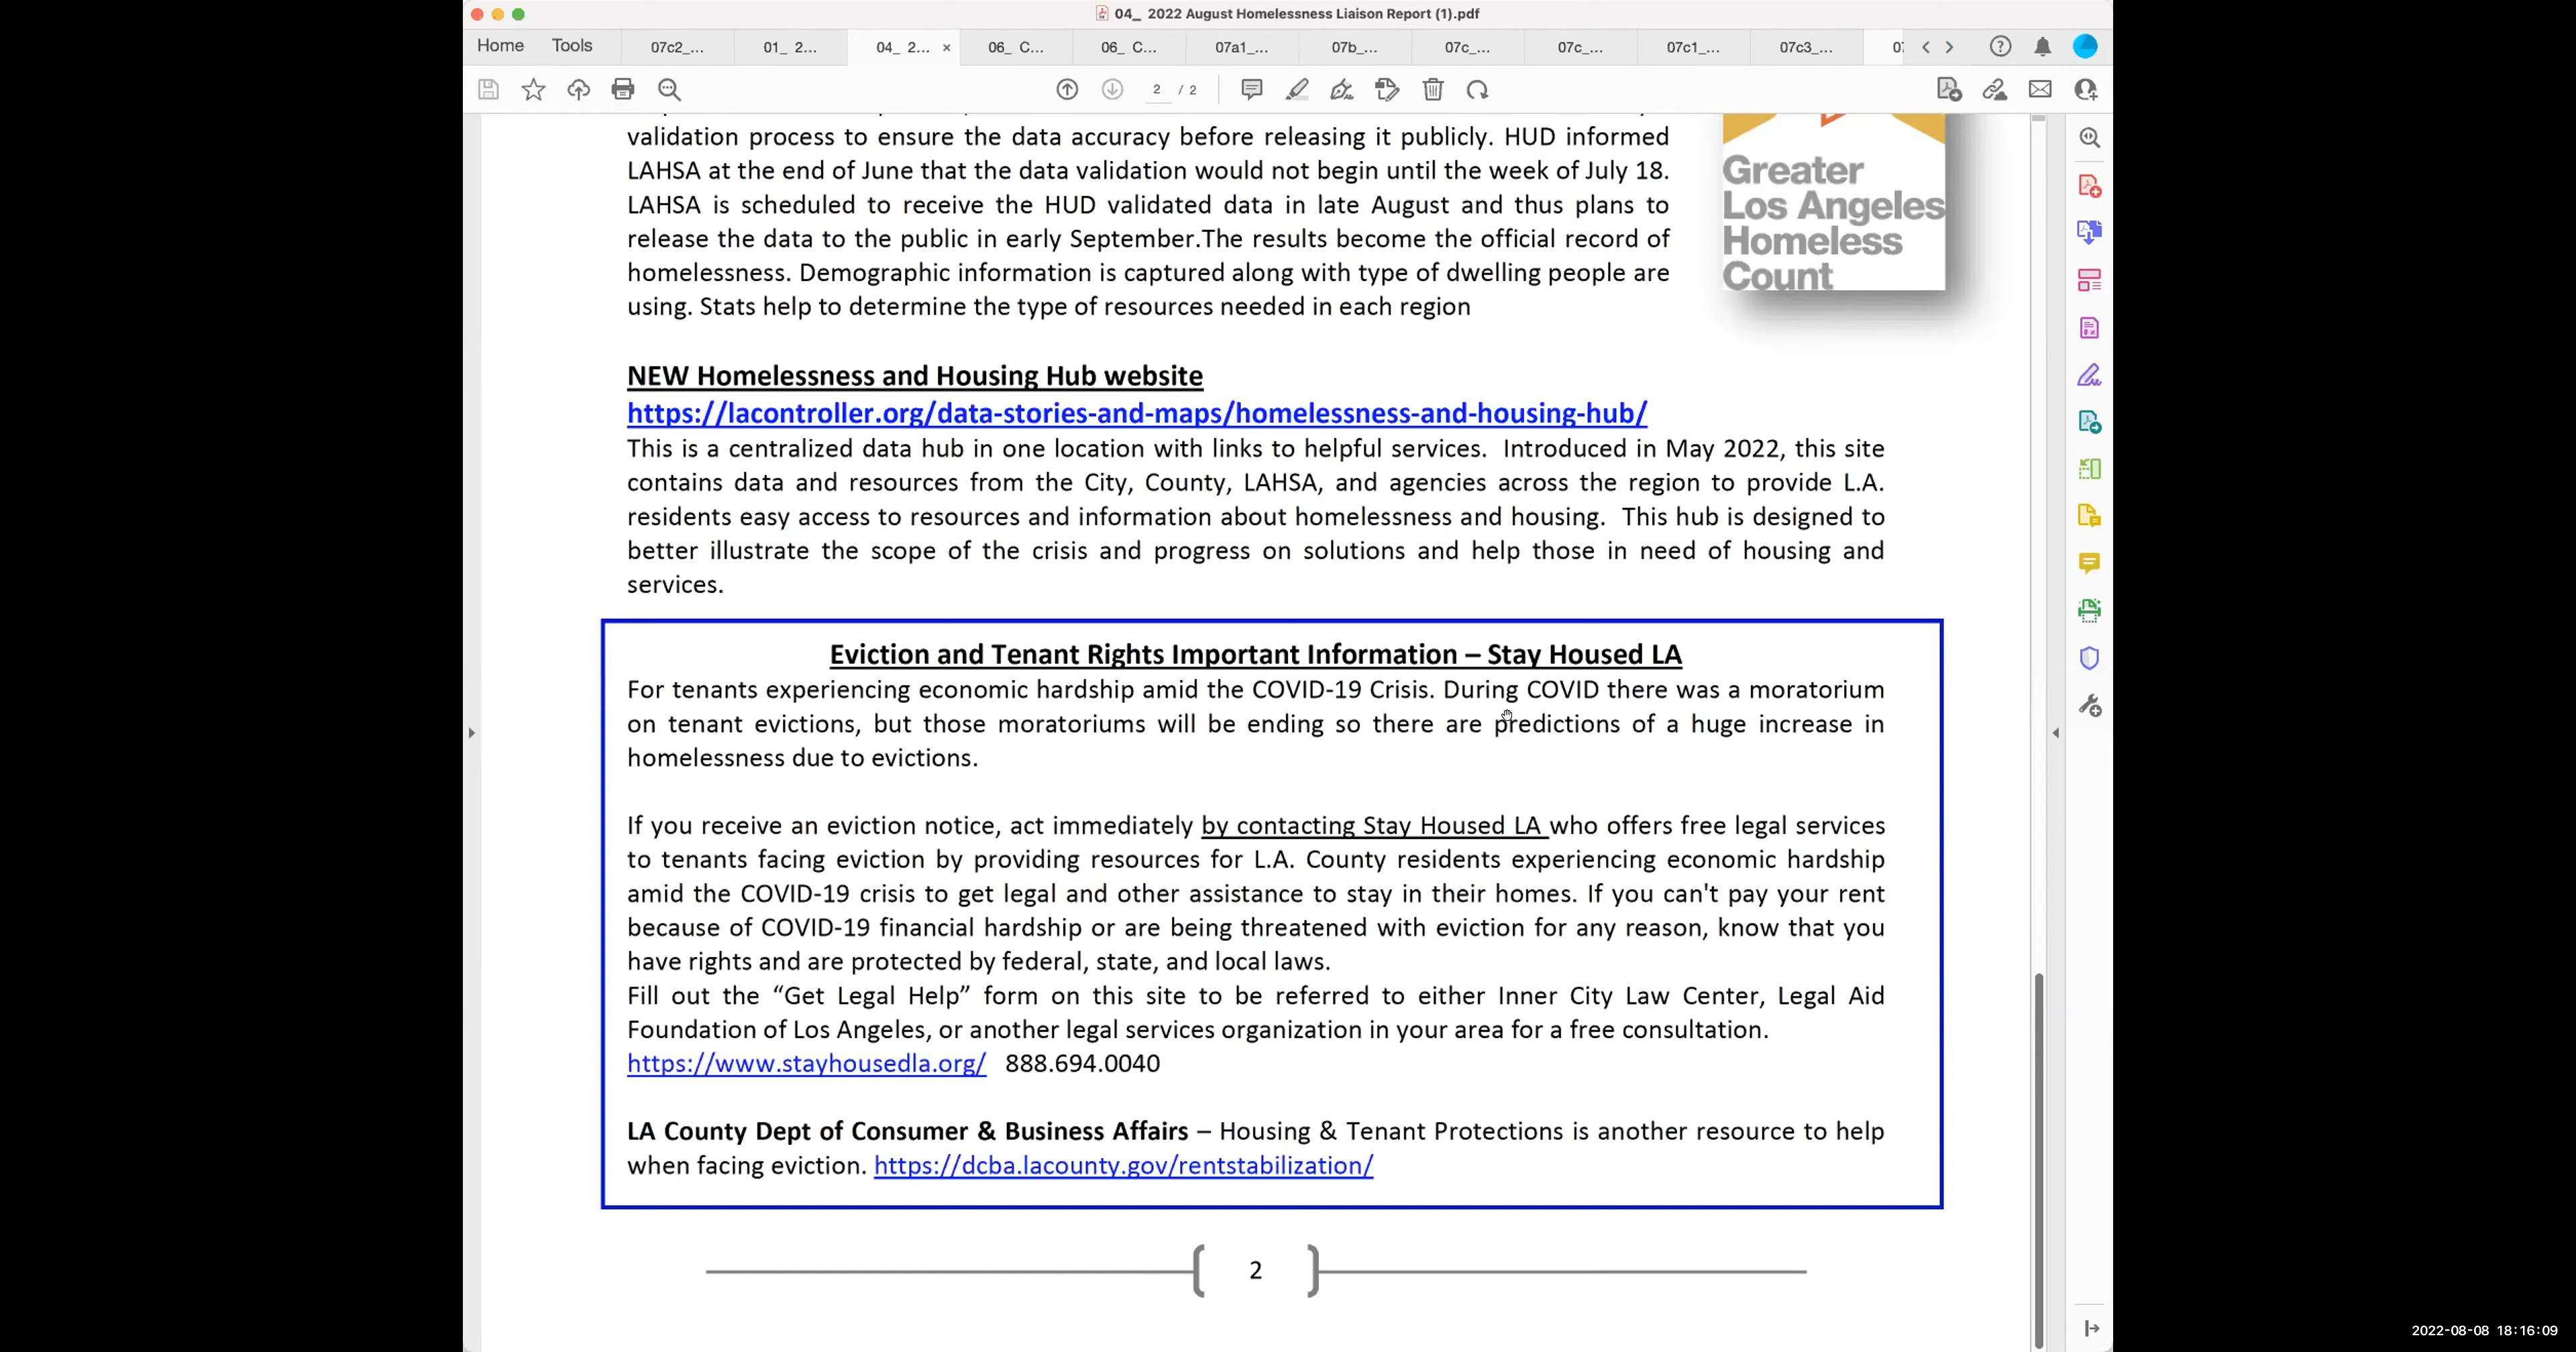 04_ 2022 August Homelessness Liaison Report (1).pdf
Home Tools 07c2_... 01_ 2... 04_ 2... × 06_ C... 06_ C... 07a1_... 07b_... 07c_... 07c_... 07c1_... 07c3_...
2 / 2
validation process to ensure the data accuracy before releasing it publicly. HUD informed
LAHSA at the end of June that the data validation would not begin until the week of July 18.
LAHSA is scheduled to receive the HUD validated data in late August and thus plans to
release the data to the public in early September.The results become the official record of
homelessness. Demographic information is captured along with type of dwelling people are
using. Stats help to determine the type of resources needed in each region
Greater
Los Angeles
Homeless
Count
NEW Homelessness and Housing Hub website
https://lacontroller.org/data-stories-and-maps/homelessness-and-housing-hub/
This is a centralized data hub in one location with links to helpful services. Introduced in May 2022, this site
contains data and resources from the City, County, LAHSA, and agencies across the region to provide L.A.
residents easy access to resources and information about homelessness and housing. This hub is designed to
better illustrate the scope of the crisis and progress on solutions and help those in need of housing and
services.
Eviction and Tenant Rights Important Information – Stay Housed LA
For tenants experiencing economic hardship amid the COVID-19 Crisis. During COVID there was a moratorium
on tenant evictions, but those moratoriums will be ending so there are predictions of a huge increase in
homelessness due to evictions.
If you receive an eviction notice, act immediately by contacting Stay Housed LA who offers free legal services
to tenants facing eviction by providing resources for L.A. County residents experiencing economic hardship
amid the COVID-19 crisis to get legal and other assistance to stay in their homes. If you can't pay your rent
because of COVID-19 financial hardship or are being threatened with eviction for any reason, know that you
have rights and are protected by federal, state, and local laws.
Fill out the “Get Legal Help” form on this site to be referred to either Inner City Law Center, Legal Aid
Foundation of Los Angeles, or another legal services organization in your area for a free consultation.
https://www.stayhousedla.org/ 888.694.0040
LA County Dept of Consumer & Business Affairs – Housing & Tenant Protections is another resource to help
when facing eviction. https://dcba.lacounty.gov/rentstabilization/
2
2022-08-08 18:16:09